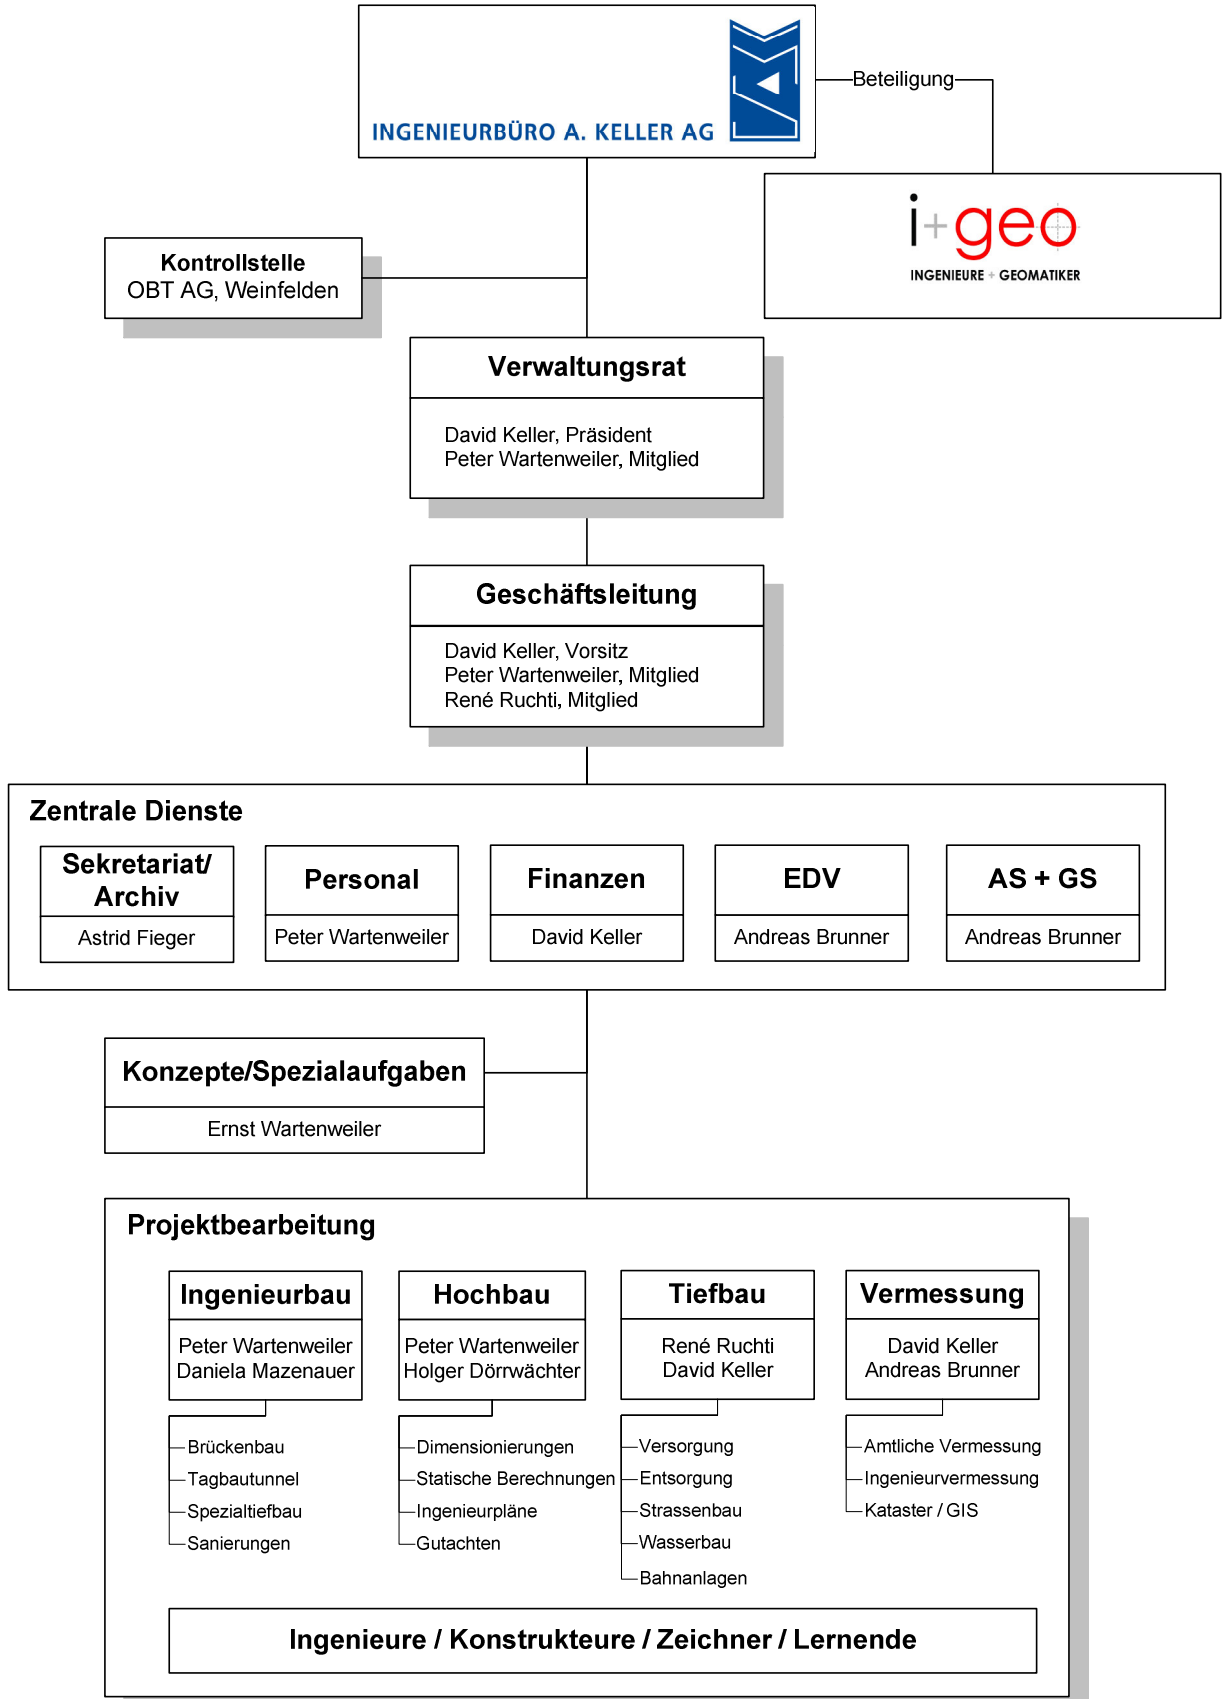 INGENIEURBÜRO A. KELLER AG
Beteiligung
i+geo
INGENIEURE + GEOMATIKER
Kontrollstelle
OBT AG, Weinfelden
Verwaltungsrat
David Keller, Präsident
Peter Wartenweiler, Mitglied
Geschäftsleitung
David Keller, Vorsitz
Peter Wartenweiler, Mitglied
René Ruchti, Mitglied
Zentrale Dienste
Sekretariat/
Archiv
Astrid Fieger
Personal
Peter Wartenweiler
Finanzen
David Keller
EDV
Andreas Brunner
AS + GS
Andreas Brunner
Konzepte/Spezialaufgaben
Ernst Wartenweiler
Projektbearbeitung
Ingenieurbau
Peter Wartenweiler
Daniela Mazenauer
Brückenbau
Tagbautunnel
Spezialtiefbau
Sanierungen
Hochbau
Peter Wartenweiler
Holger Dörrwächter
Dimensionierungen
Statische Berechnungen
Ingenieurpläne
Gutachten
Tiefbau
René Ruchti
David Keller
Versorgung
Entsorgung
Strassenbau
Wasserbau
Bahnanlagen
Vermessung
David Keller
Andreas Brunner
Amtliche Vermessung
Ingenieurvermessung
Kataster / GIS
Ingenieure / Konstrukteure / Zeichner / Lernende